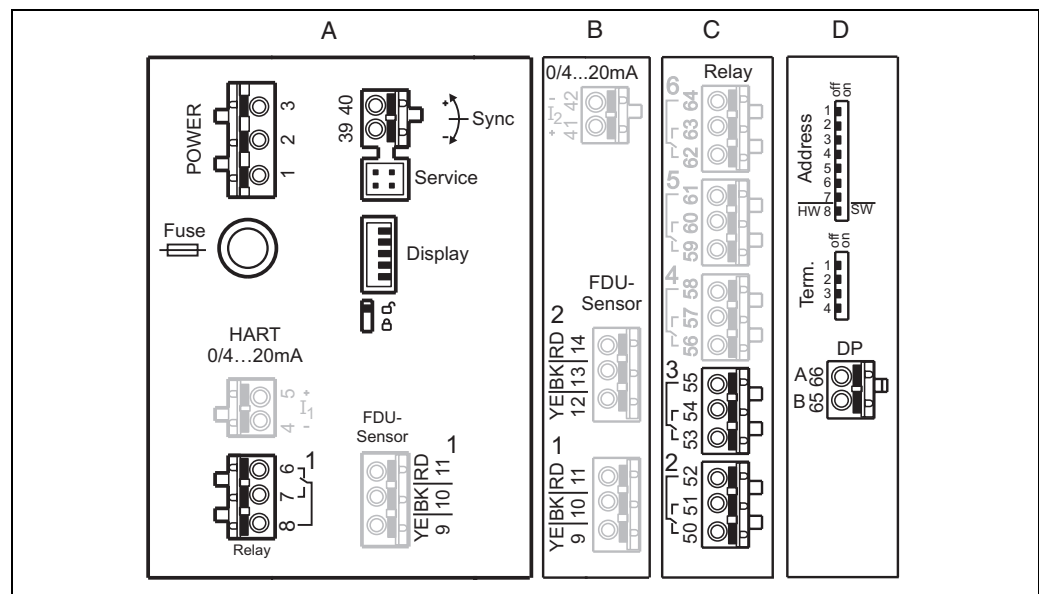 A B C D
POWER
3
2
1
39 40
+
-
Sync
Service
Fuse
Display
HART
0/4...20mA
4 5
+
I1
-
6 1
7
8
Relay
FDU-
Sensor
1
YE|BK|RD
9 |10| 11
0/4...20mA
-
I2
+
41 42
FDU-
Sensor
2
YE|BK|RD
12 |13| 14
1
YE|BK|RD
9 |10| 11
Relay
6
62 63 64
5
59 60 61
4
56 57 58
3
53 54 55
2
50 51 52
off
on
Address
1
2
3
4
5
6
7
HW 8 SW
off
on
Term.
1
2
3
4
DP
A 66
B 65